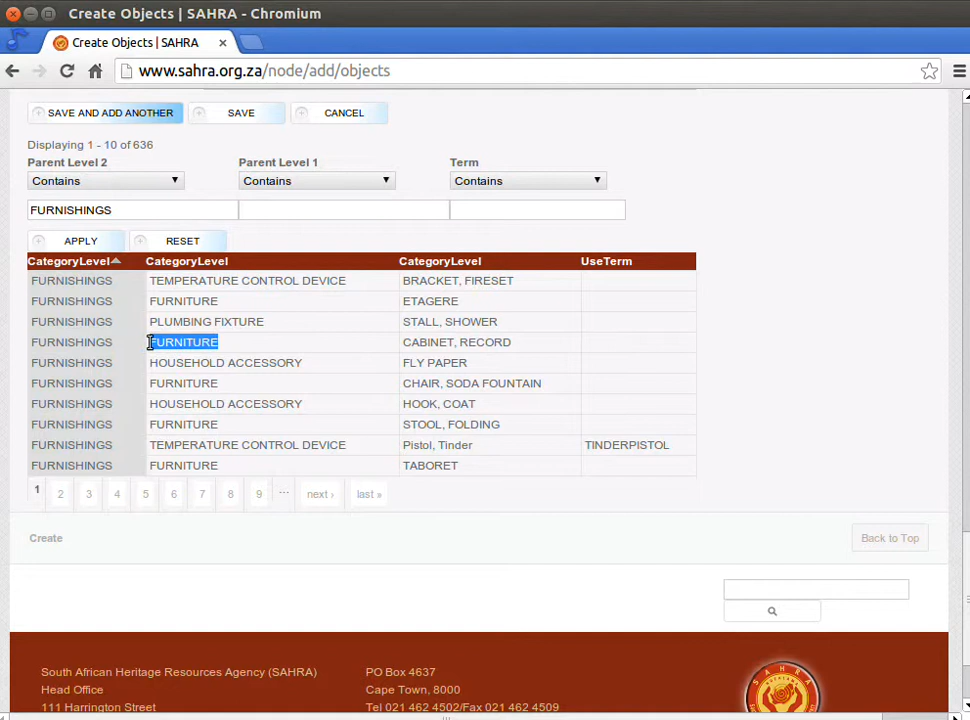 Create Objects | SAHRA - Chromium
Create Objects | SAHRA ×
www.sahra.org.za/node/add/objects
SAVE AND ADD ANOTHER SAVE CANCEL
Displaying 1 - 10 of 636
Parent Level 2 Parent Level 1 Term
Contains Contains Contains
FURNISHINGS
APPLY RESET
CategoryLevel CategoryLevel CategoryLevel UseTerm
FURNISHINGS TEMPERATURE CONTROL DEVICE BRACKET, FIRESET
FURNISHINGS FURNITURE ETAGERE
FURNISHINGS PLUMBING FIXTURE STALL, SHOWER
FURNISHINGS FURNITURE CABINET, RECORD
FURNISHINGS HOUSEHOLD ACCESSORY FLY PAPER
FURNISHINGS FURNITURE CHAIR, SODA FOUNTAIN
FURNISHINGS HOUSEHOLD ACCESSORY HOOK, COAT
FURNISHINGS FURNITURE STOOL, FOLDING
FURNISHINGS TEMPERATURE CONTROL DEVICE Pistol, Tinder TINDERPISTOL
FURNISHINGS FURNITURE TABORET
1 2 3 4 5 6 7 8 9 … next › last »
Create Back to Top
South African Heritage Resources Agency (SAHRA) PO Box 4637
Head Office Cape Town, 8000
111 Harrington Street Tel 021 462 4502/Fax 021 462 4509
SAHRA